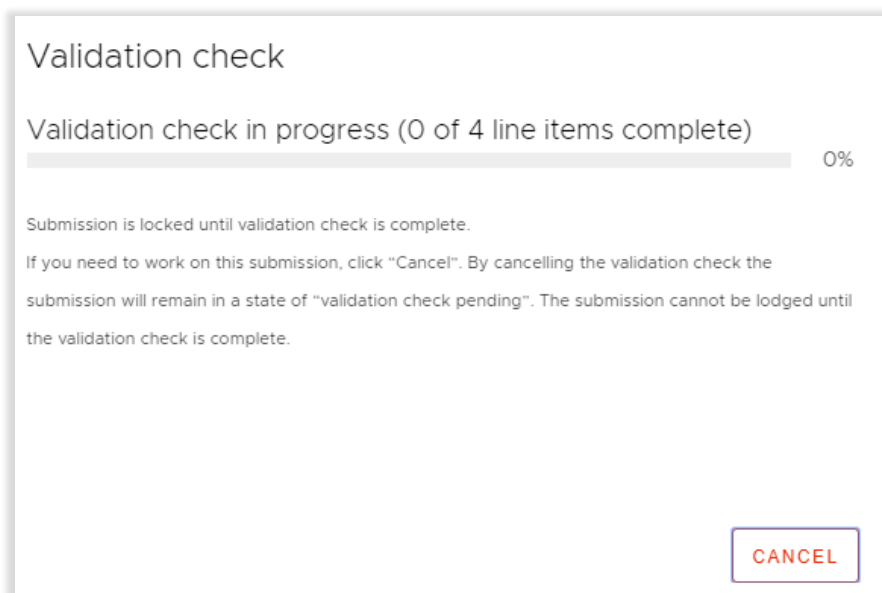 Validation check
Validation check in progress (0 of 4 line items complete)
0%
Submission is locked until validation check is complete.
If you need to work on this submission, click "Cancel". By cancelling the validation check the
submission will remain in a state of "validation check pending". The submission cannot be lodged until
the validation check is complete.
CANCEL